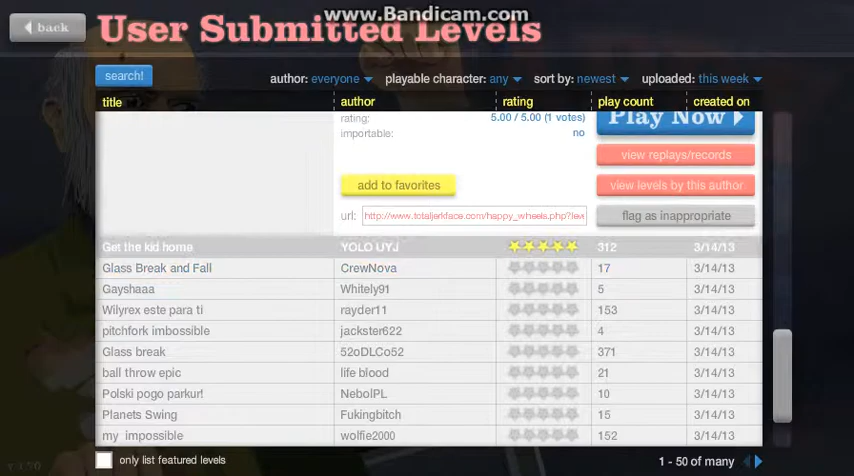 www.Bandicam.com
back
User Submitted Levels
search!
author: everyone playable character: any sort by: newest uploaded: this week
title author rating play count created on
rating: 5.00 / 5.00 (1 votes)
Play Now
importable: no
view replays/records
add to favorites
view levels by this author
url: http://www.totaljerkface.com/happy_wheels.php?leve
flag as inappropriate
Get the kid home YOLO UYJ 312 3/14/13
Glass Break and Fall CrewNova 17 3/14/13
Gayshaaa Whitely91 5 3/14/13
Wilyrex este para ti rayder11 153 3/14/13
pitchfork imbossible jackster622 4 3/14/13
Glass break 52oDLCo52 371 3/14/13
ball throw epic life blood 21 3/14/13
Polski pogo parkur! NebolPL 10 3/14/13
Planets Swing Fukingbitch 15 3/14/13
my impossible wolfie2000 152 3/14/13
only list featured levels
1 - 50 of many